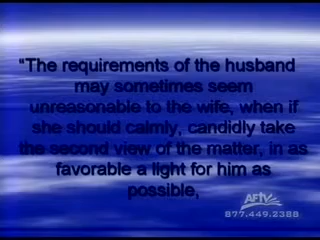 “The requirements of the husband
may sometimes seem
unreasonable to the wife, when if
she should calmly, candidly take
the second view of the matter, in as
favorable a light for him as
possible,
AFTV
877.449.2388